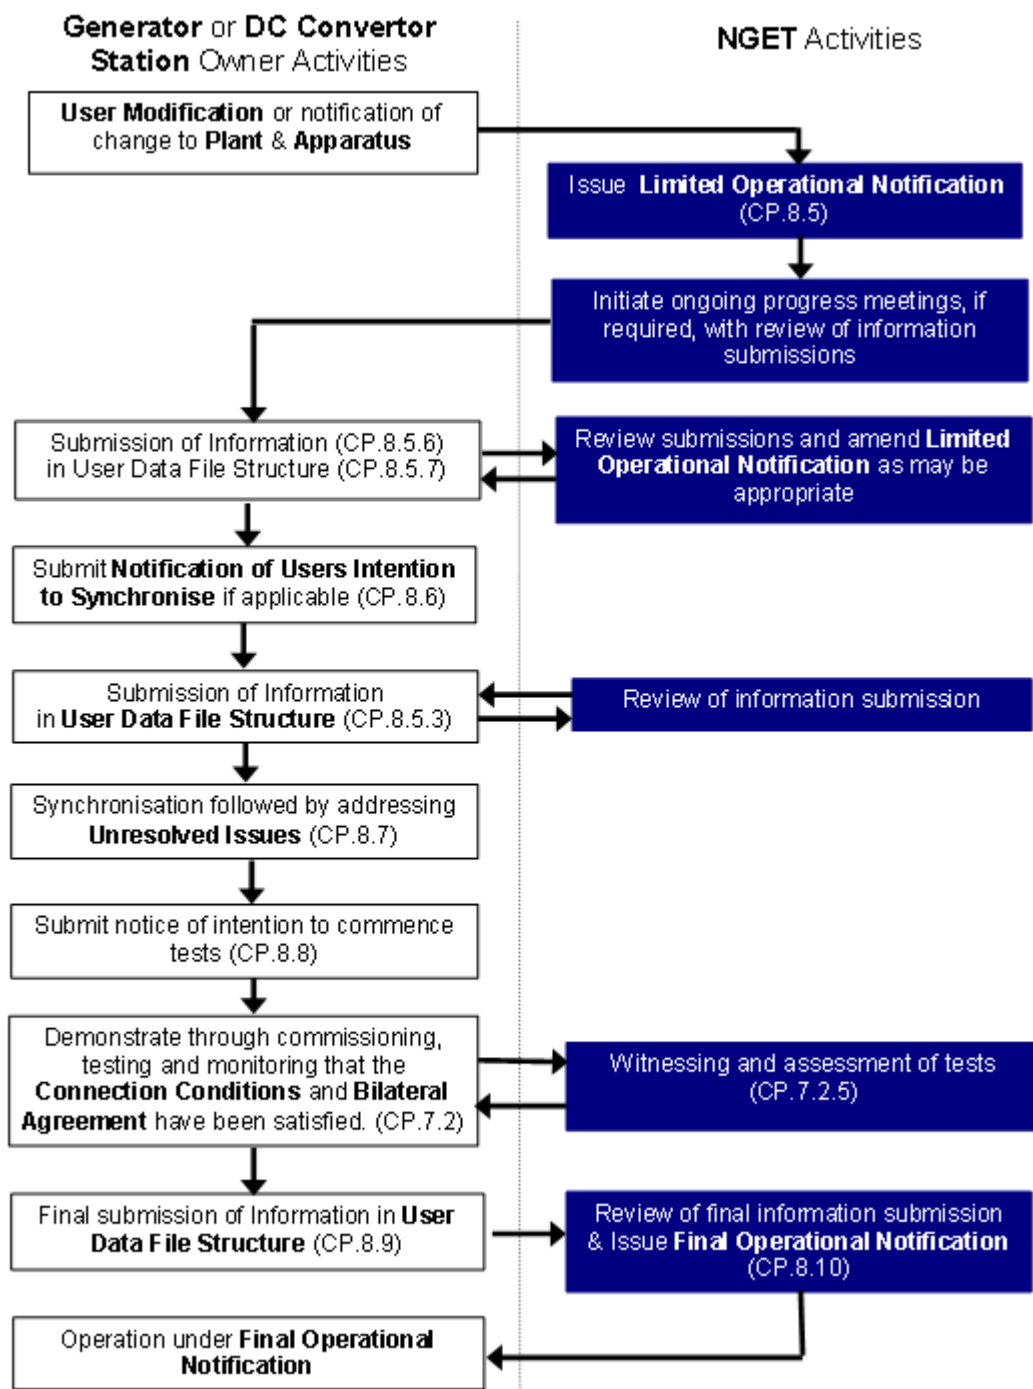 Generator or DC Convertor
Station Owner Activities
NGET Activities
User Modification or notification of
change to Plant & Apparatus
Issue Limited Operational Notification
(CP.8.5)
Initiate ongoing progress meetings, if
required, with review of information
submissions
Submission of Information (CP.8.5.6)
in User Data File Structure (CP.8.5.7)
Review submissions and amend Limited
Operational Notification as may be
appropriate
Submit Notification of Users Intention
to Synchronise if applicable (CP.8.6)
Submission of Information
in User Data File Structure (CP.8.5.3)
Review of information submission
Synchronisation followed by addressing
Unresolved Issues (CP.8.7)
Submit notice of intention to commence
tests (CP.8.8)
Demonstrate through commissioning,
testing and monitoring that the
Connection Conditions and Bilateral
Agreement have been satisfied. (CP.7.2)
Witnessing and assessment of tests
(CP.7.2.5)
Final submission of Information in User
Data File Structure (CP.8.9)
Review of final information submission
& Issue Final Operational Notification
(CP.8.10)
Operation under Final Operational
Notification